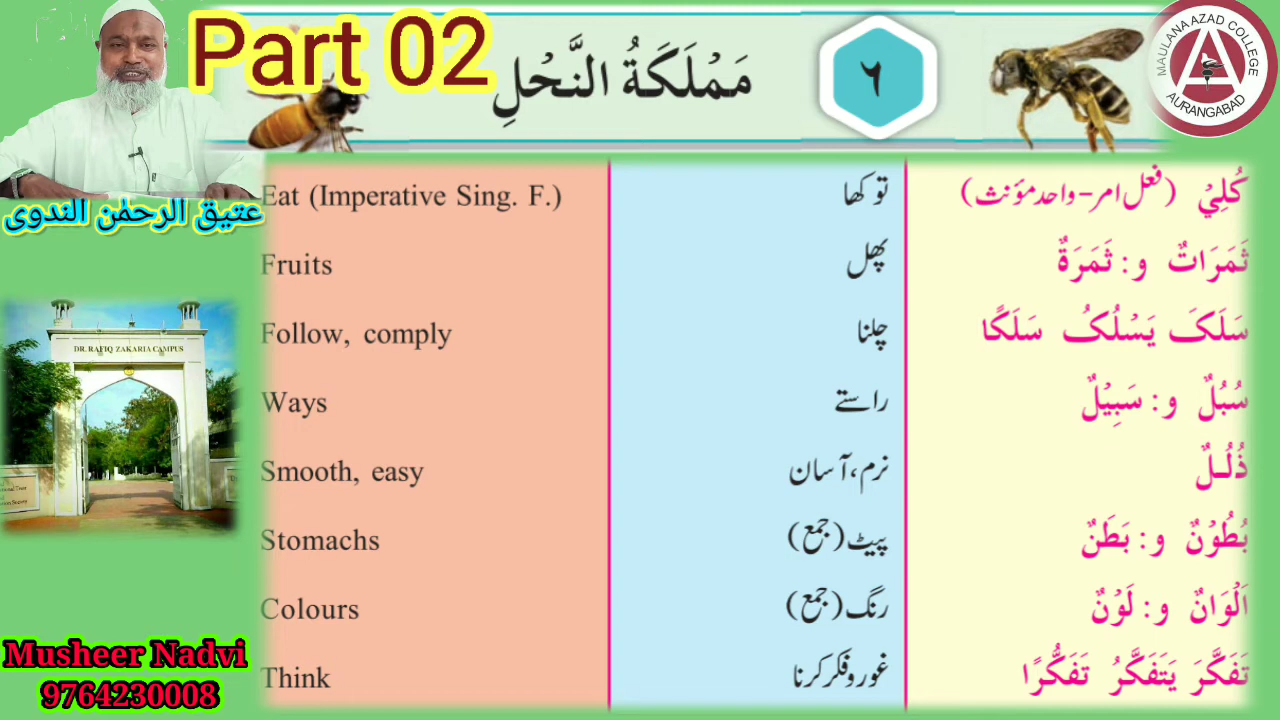 Part 02
مَمْلَكَةُ النَّحْلِ
٦
MAULANA AZAD COLLEGE
AURANGABAD
عتیق الرحمٰن الندوی
DR. RAFIQ ZAKARIA CAMPUS
Eat (Imperative Sing. F.) تو کھا كُلِيْ (فعل امر-واحد مؤنث)
Fruits پھل ثَمَرَاتٌ و: ثَمَرَةٌ
Follow, comply چلنا سَلَكَ يَسْلُكُ سَلَكًا
Ways راستے سُبُلٌ و: سَبِيْلٌ
Smooth, easy نرم، آسان ذُلُلٌ
Stomachs پیٹ (جمع) بُطُوْنٌ و: بَطَنٌ
Colours رنگ (جمع) اَلْوَانٌ و: لَوْنٌ
Think غور و فکر کرنا تَفَكَّرَ يَتَفَكَّرُ تَفَكُّرًا
Musheer Nadvi
9764230008